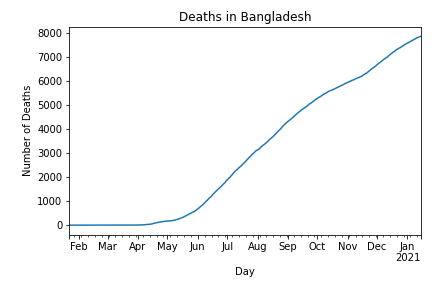 Deaths in Bangladesh
8000
7000
6000
5000
4000
3000
2000
1000
0
Number of Deaths
Feb Mar Apr May Jun Jul Aug Sep Oct Nov Dec Jan
2021
Day